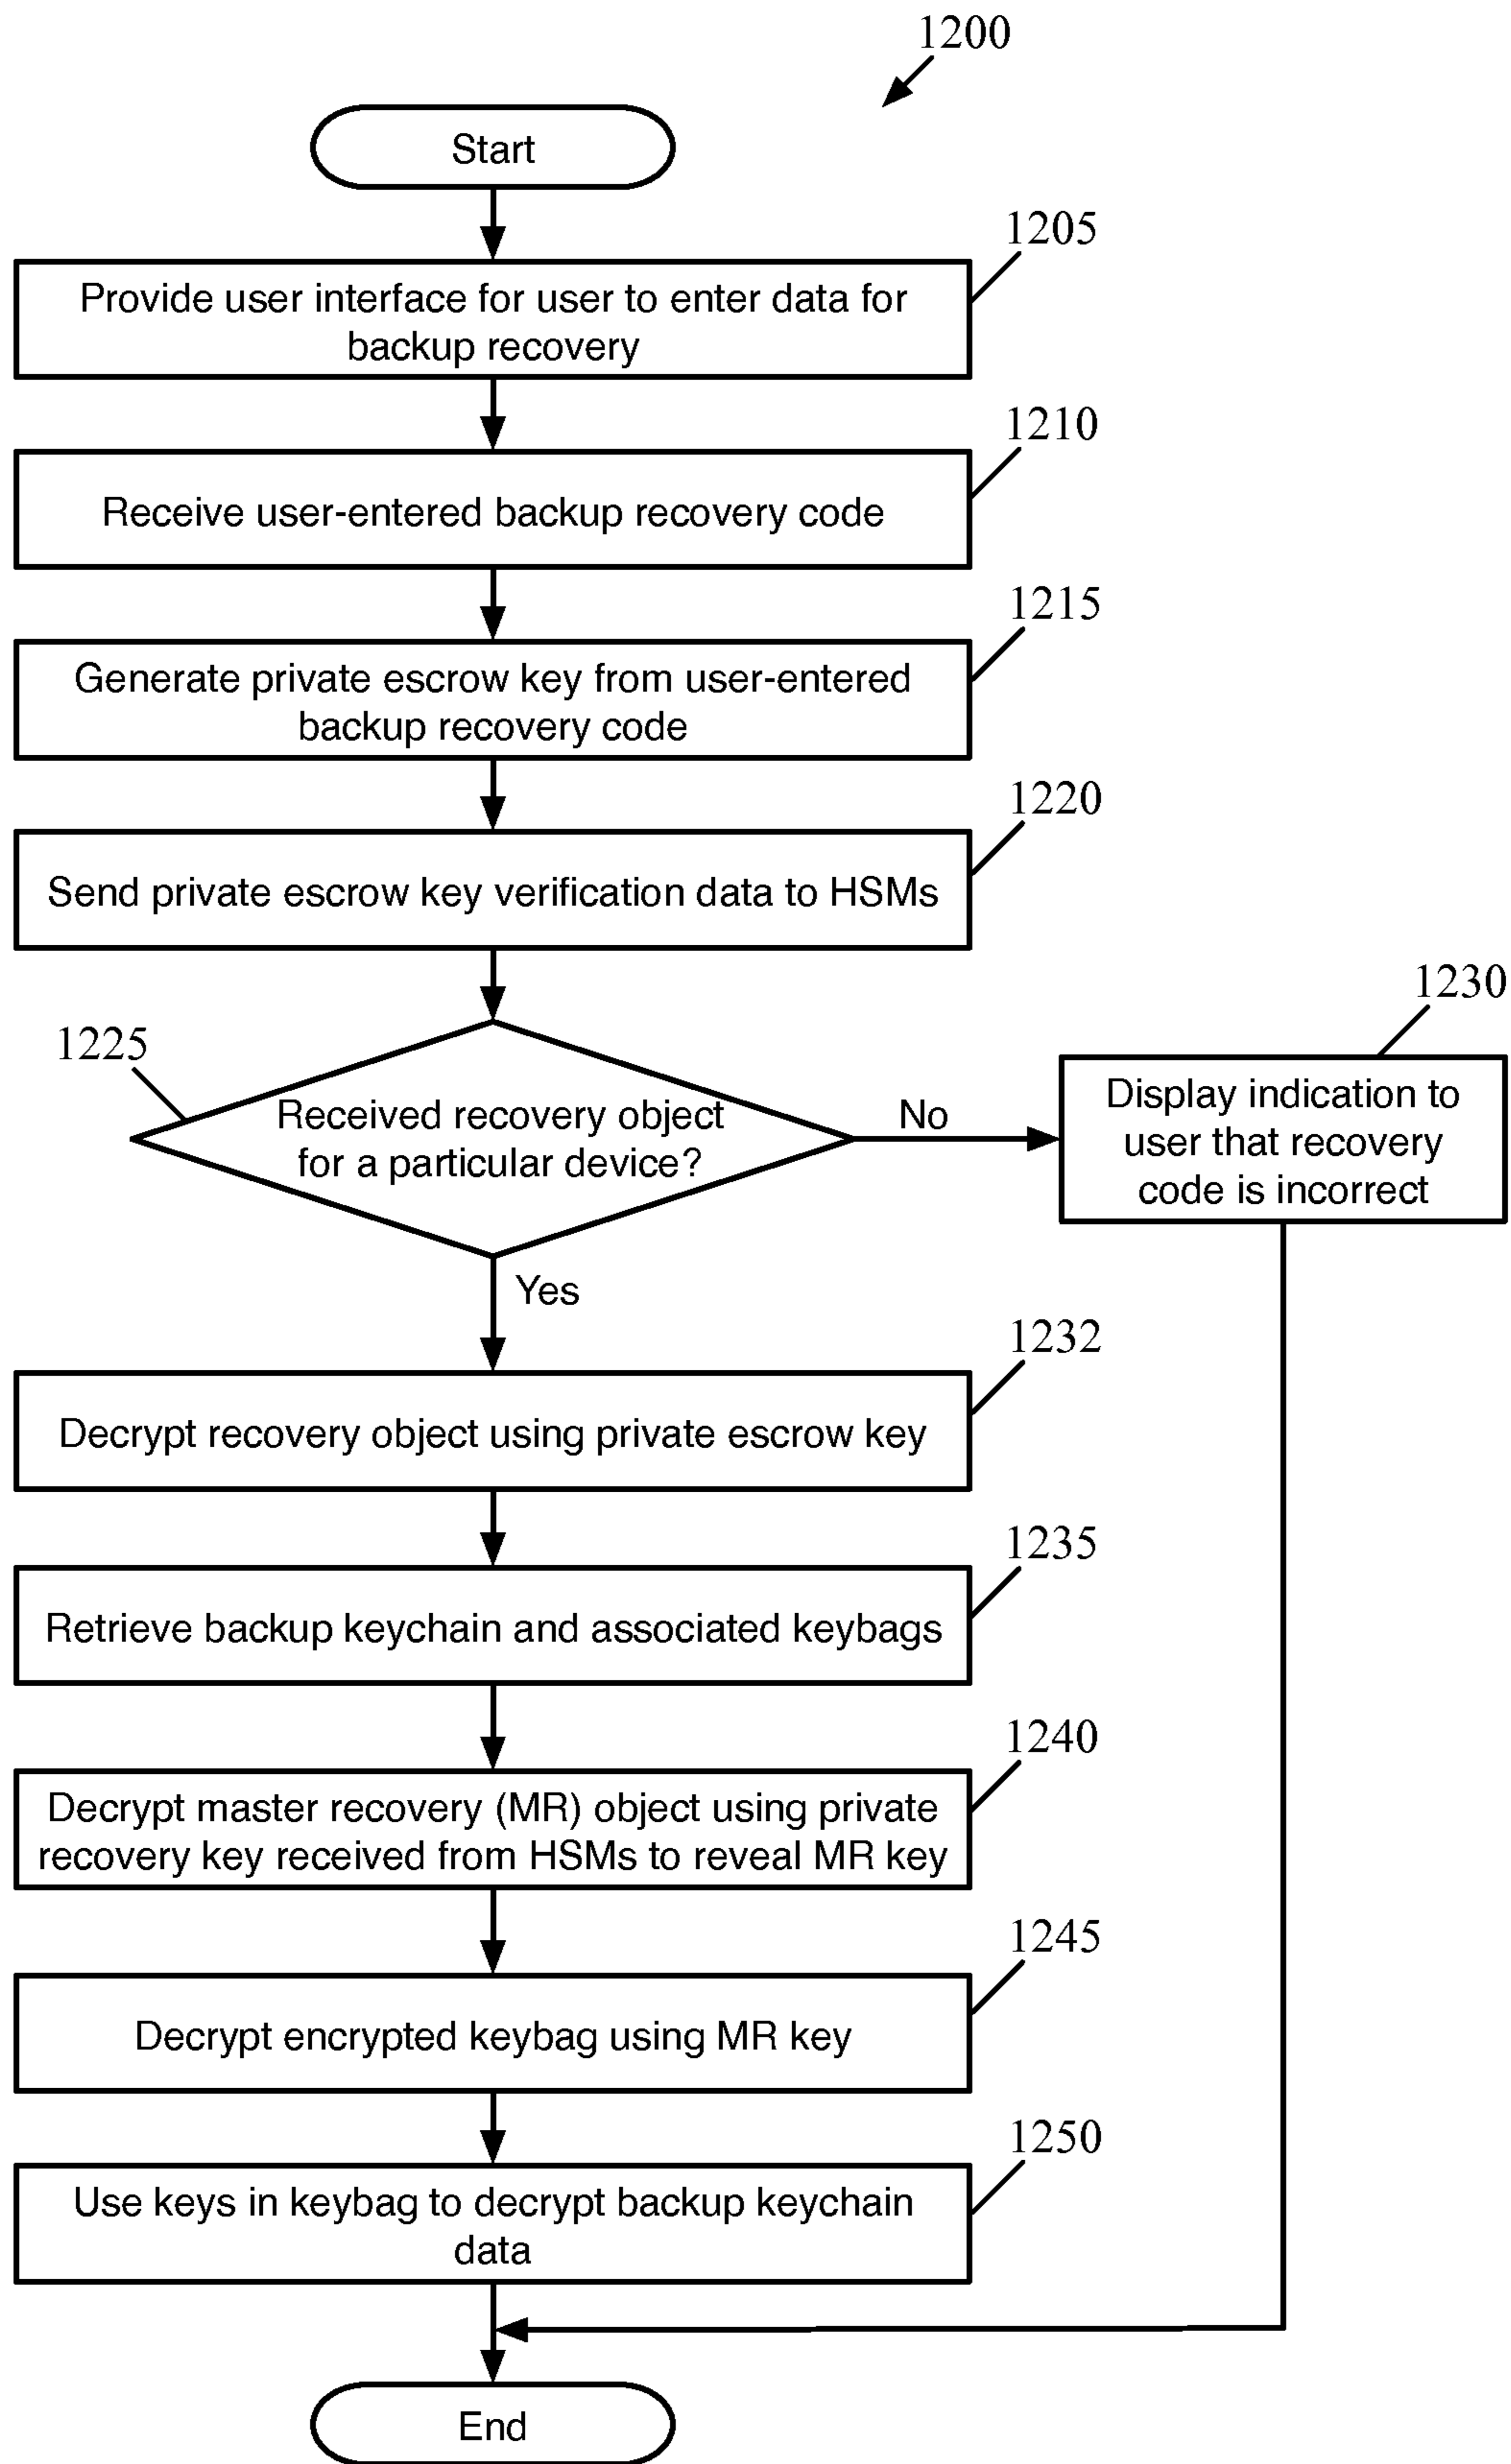 1200
Start
1205
Provide user interface for user to enter data for
backup recovery
1210
Receive user-entered backup recovery code
1215
Generate private escrow key from user-entered
backup recovery code
1220
Send private escrow key verification data to HSMs
1225
Received recovery object
for a particular device?
No
1230
Display indication to
user that recovery
code is incorrect
Yes
1232
Decrypt recovery object using private escrow key
1235
Retrieve backup keychain and associated keybags
1240
Decrypt master recovery (MR) object using private
recovery key received from HSMs to reveal MR key
1245
Decrypt encrypted keybag using MR key
1250
Use keys in keybag to decrypt backup keychain
data
End